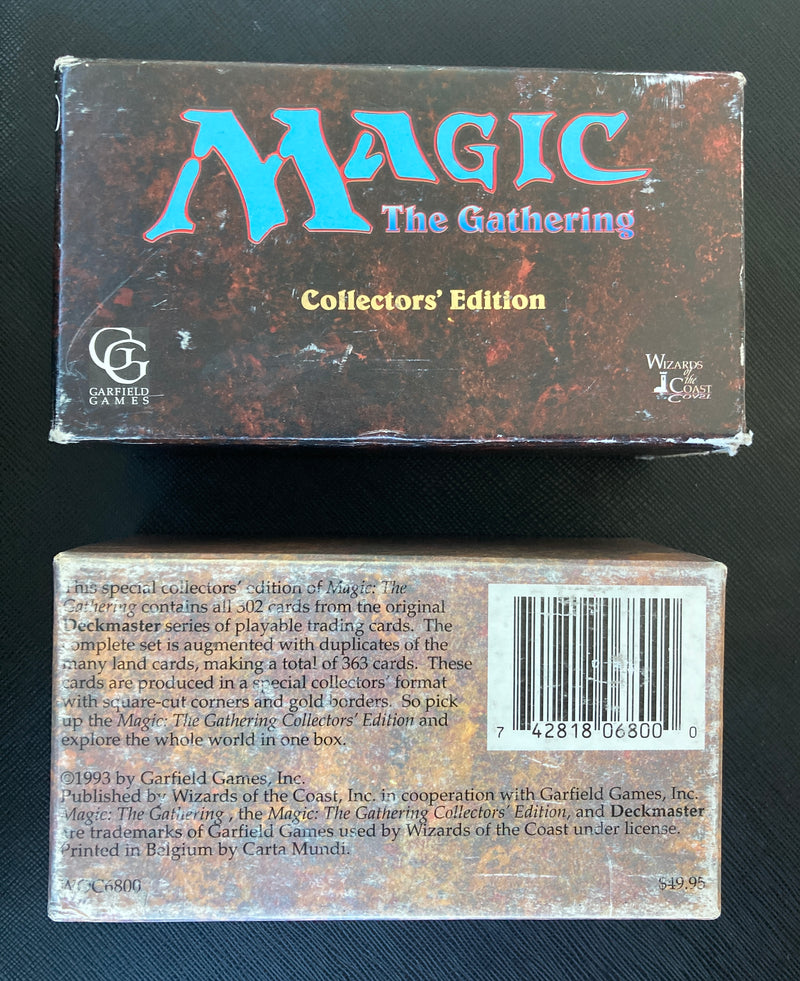 MAGIC
The Gathering
Collectors' Edition
GG
GARFIELD
GAMES
WIZARDS
of
the
COAST
This special collectors' edition of Magic: The
Gathering contains all 302 cards from the original
Deckmaster series of playable trading cards. The
complete set is augmented with duplicates of the
many land cards, making a total of 363 cards. These
cards are produced in a special collectors' format
with square-cut corners and gold borders. So pick
up the Magic: The Gathering Collectors' Edition and
explore the whole world in one box.
7 42818 06800 0
©1993 by Garfield Games, Inc.
Published by Wizards of the Coast, Inc. in cooperation with Garfield Games, Inc.
Magic: The Gathering , the Magic: The Gathering Collectors' Edition, and Deckmaster
are trademarks of Garfield Games used by Wizards of the Coast under license.
Printed in Belgium by Carta Mundi.
WOC6800
$49.95